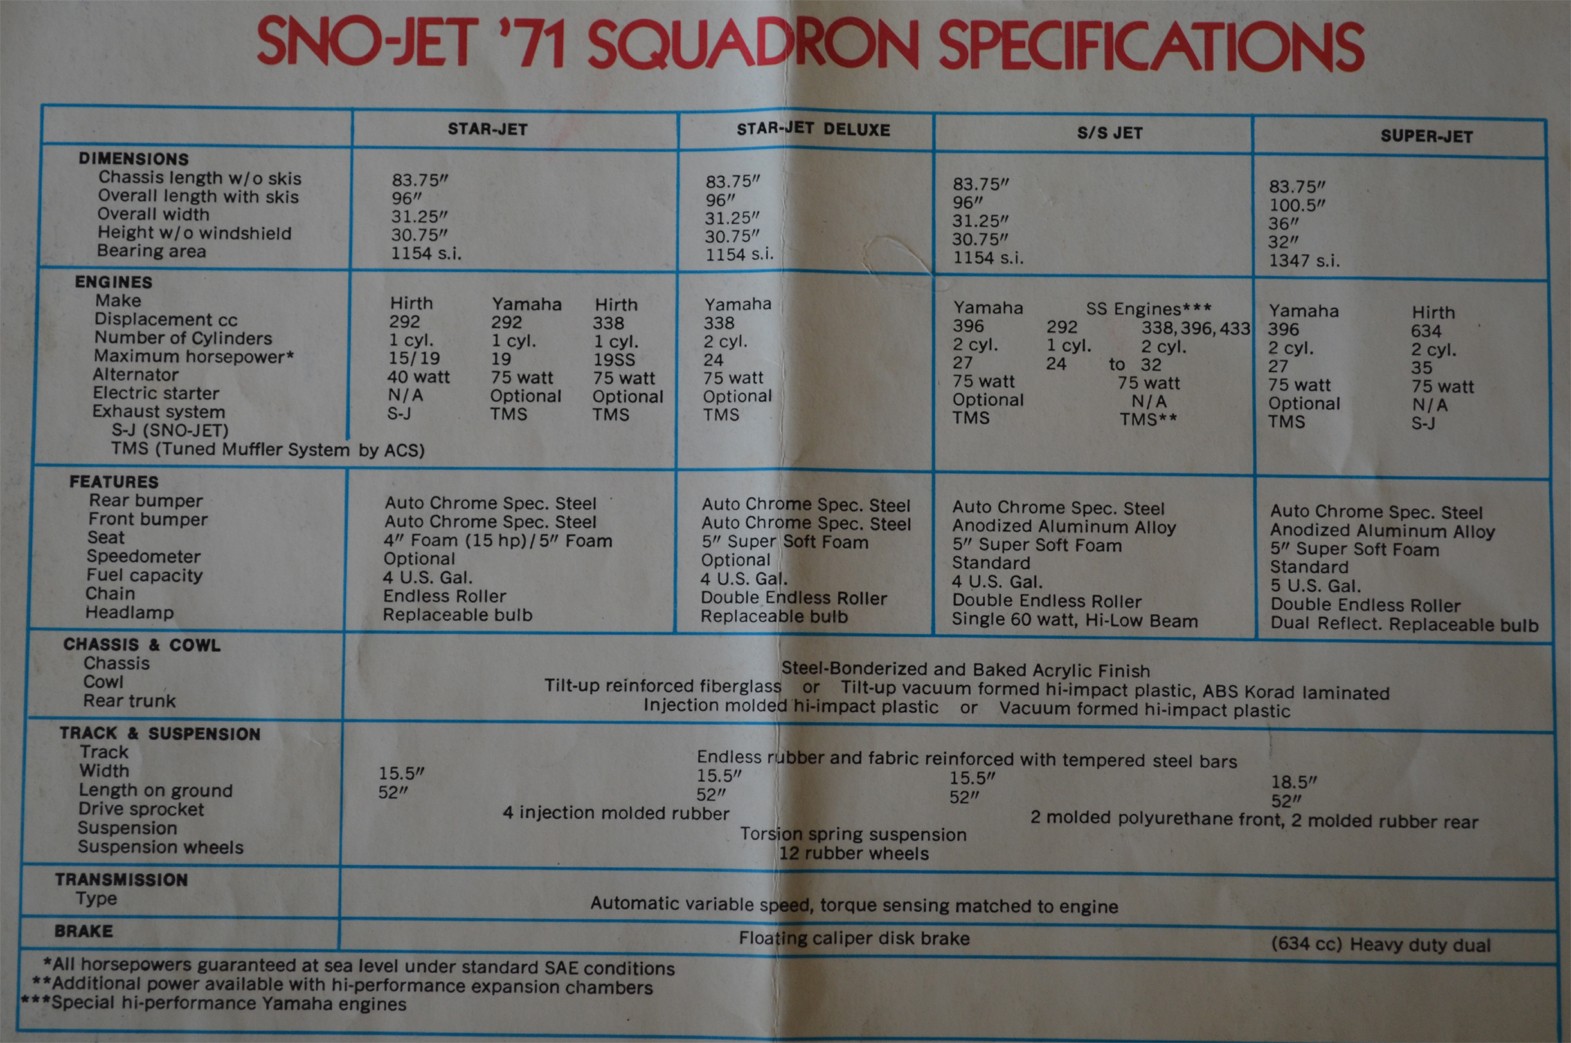 SNO-JET '71 SQUADRON SPECIFICATIONS
STAR-JET STAR-JET DELUXE S/S JET SUPER-JET
DIMENSIONS
Chassis length w/o skis 83.75" 83.75" 83.75" 83.75"
Overall length with skis 96" 96" 96" 100.5"
Overall width 31.25" 31.25" 31.25" 36"
Height w/o windshield 30.75" 30.75" 30.75" 32"
Bearing area 1154 s.i. 1154 s.i. 1154 s.i. 1347 s.i.
ENGINES
Make Hirth Yamaha Hirth Yamaha Yamaha SS Engines*** Yamaha Hirth
Displacement cc 292 292 338 338 396 292 338, 396, 433 396 634
Number of Cylinders 1 cyl. 1 cyl. 1 cyl. 2 cyl. 2 cyl. 1 cyl. 2 cyl. 2 cyl. 2 cyl.
Maximum horsepower* 15/19 19 19SS 24 27 24 to 32 27 35
Alternator 40 watt 75 watt 75 watt 75 watt 75 watt 75 watt 75 watt 75 watt
Electric starter N/A Optional Optional Optional Optional N/A Optional N/A
Exhaust system S-J TMS TMS TMS TMS TMS** TMS S-J
S-J (SNO-JET)
TMS (Tuned Muffler System by ACS)
FEATURES
Rear bumper Auto Chrome Spec. Steel Auto Chrome Spec. Steel Auto Chrome Spec. Steel Auto Chrome Spec. Steel
Front bumper Auto Chrome Spec. Steel Auto Chrome Spec. Steel Anodized Aluminum Alloy Anodized Aluminum Alloy
Seat 4" Foam (15 hp)/5" Foam 5" Super Soft Foam 5" Super Soft Foam 5" Super Soft Foam
Speedometer Optional Optional Standard Standard
Fuel capacity 4 U.S. Gal. 4 U.S. Gal. 4 U.S. Gal. 5 U.S. Gal.
Chain Endless Roller Double Endless Roller Double Endless Roller Double Endless Roller
Headlamp Replaceable bulb Replaceable bulb Single 60 watt, Hi-Low Beam Dual Reflect. Replaceable bulb
CHASSIS & COWL
Chassis Steel-Bonderized and Baked Acrylic Finish
Cowl Tilt-up reinforced fiberglass or Tilt-up vacuum formed hi-impact plastic, ABS Korad laminated
Rear trunk Injection molded hi-impact plastic or Vacuum formed hi-impact plastic
TRACK & SUSPENSION
Track Endless rubber and fabric reinforced with tempered steel bars
Width 15.5" 15.5" 15.5" 18.5"
Length on ground 52" 52" 52" 52"
Drive sprocket 4 injection molded rubber 2 molded polyurethane front, 2 molded rubber rear
Suspension Torsion spring suspension
Suspension wheels 12 rubber wheels
TRANSMISSION
Type Automatic variable speed, torque sensing matched to engine
BRAKE Floating caliper disk brake (634 cc) Heavy duty dual
*All horsepowers guaranteed at sea level under standard SAE conditions
**Additional power available with hi-performance expansion chambers
***Special hi-performance Yamaha engines